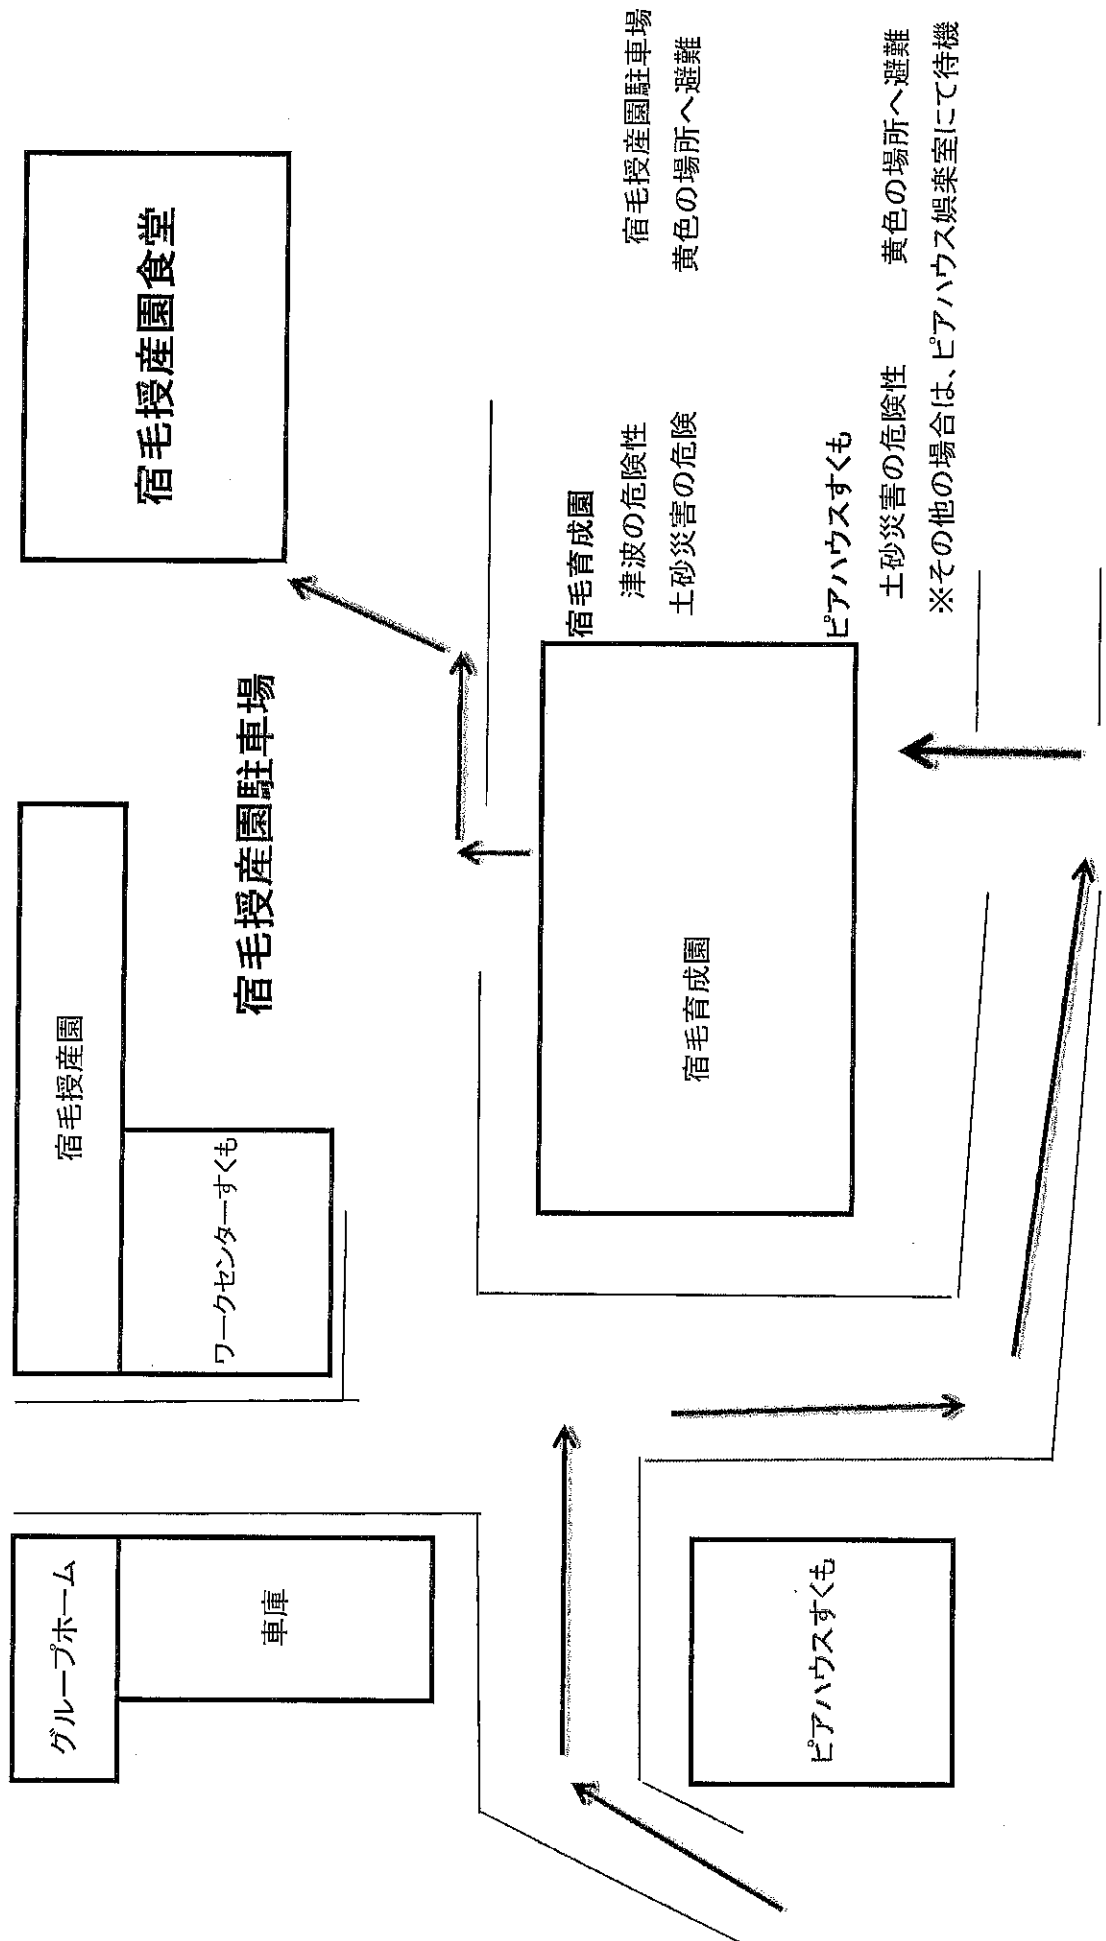 グループホーム
車庫
宿毛授産園
ワークセンターすくも
宿毛授産園駐車場
宿毛授産園食堂
ピアハウスすくも
宿毛育成園
宿毛育成園
津波の危険性 宿毛授産園駐車場
土砂災害の危険 黄色の場所へ避難
ピアハウスすくも
土砂災害の危険性 黄色の場所へ避難
※その他の場合は、ピアハウス娯楽室にて待機